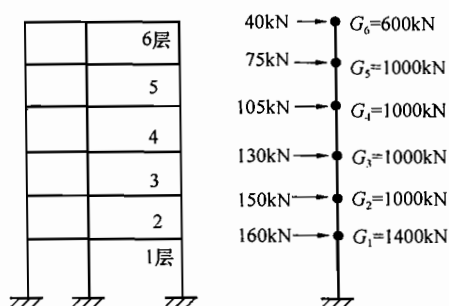 6层
5
4
3
2
1层
40kN G₆=600kN
75kN G₅=1000kN
105kN G₄=1000kN
130kN G₃=1000kN
150kN G₂=1000kN
160kN G₁=1400kN